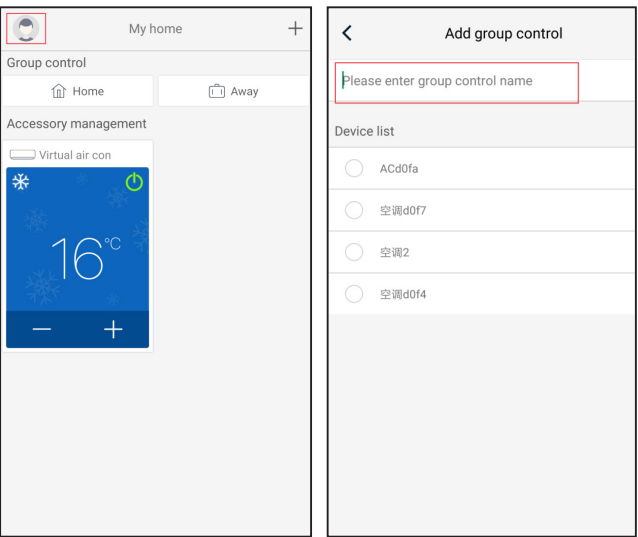 My home
Group control
Home
Away
Accessory management
Virtual air con
16°C
Add group control
Please enter group control name
Device list
ACd0fa
空调d0f7
空调2
空调d0f4